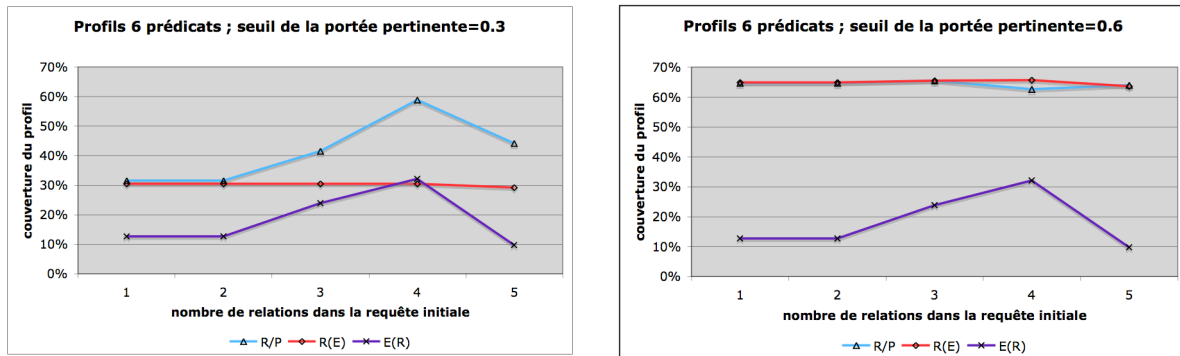 Profils 6 prédicats ; seuil de la portée pertinente=0.3
70%
60%
50%
40%
30%
20%
10%
0%
couverture du profil
1 2 3 4 5
nombre de relations dans la requête initiale
R/P R(E) E(R)
Profils 6 prédicats ; seuil de la portée pertinente=0.6
70%
60%
50%
40%
30%
20%
10%
0%
couverture du profil
1 2 3 4 5
nombre de relations dans la requête initiale
R/P R(E) E(R)